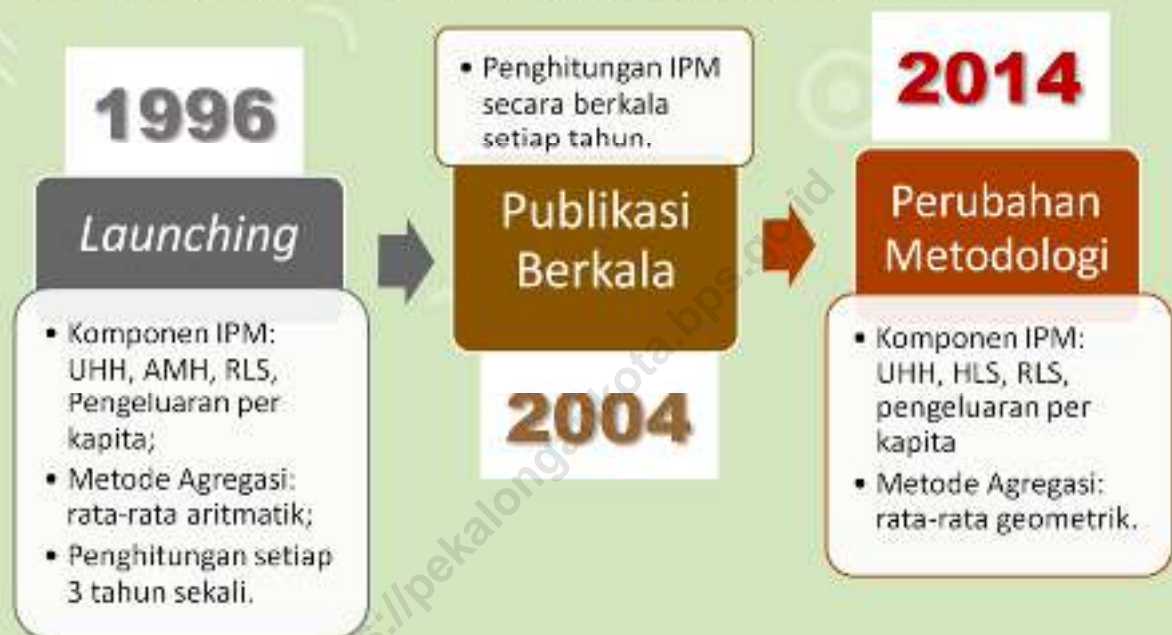 1996
Launching
• Komponen IPM:
UHH, AMH, RLS,
Pengeluaran per
kapita;
• Metode Agregasi:
rata-rata aritmatik;
• Penghitungan setiap
3 tahun sekali.
• Penghitungan IPM
secara berkala
setiap tahun.
Publikasi
Berkala
2004
2014
Perubahan
Metodologi
• Komponen IPM:
UHH, HLS, RLS,
pengeluaran per
kapita
• Metode Agregasi:
rata-rata geometrik.